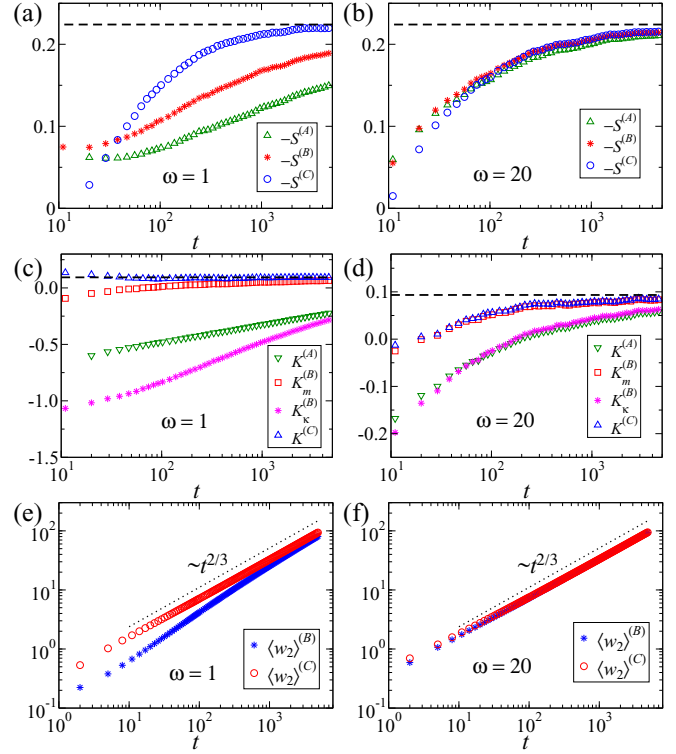 (a)
0.2
0.1
0
10^1 10^2 10^3
t
ω = 1
−S^(A)
−S^(B)
−S^(C)
(b)
0.2
0.1
0
10^1 10^2 10^3
t
ω = 20
−S^(A)
−S^(B)
−S^(C)
(c)
0.0
-0.5
-1.0
-1.5
10^1 10^2 10^3
t
ω = 1
K^(A)
K_m^(B)
K_κ^(B)
K^(C)
(d)
0.1
0.0
-0.1
-0.2
10^1 10^2 10^3
t
ω = 20
K^(A)
K_m^(B)
K_κ^(B)
K^(C)
(e)
10^2
10^1
10^0
10^-1
10^0 10^1 10^2 10^3
t
~t^2/3
ω = 1
⟨w_2⟩^(B)
⟨w_2⟩^(C)
(f)
10^2
10^1
10^0
10^-1
10^0 10^1 10^2 10^3
t
~t^2/3
ω = 20
⟨w_2⟩^(B)
⟨w_2⟩^(C)